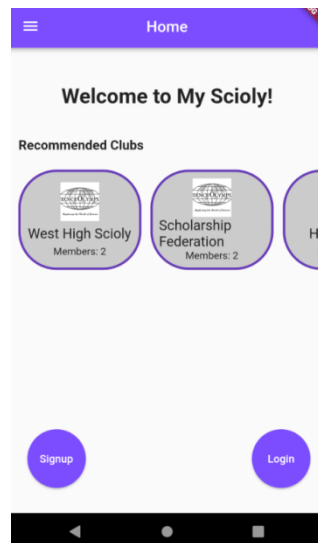 Home
Welcome to My Scioly!
Recommended Clubs
West High Scioly
Members: 2
Scholarship
Federation
Members: 2
H
Signup
Login